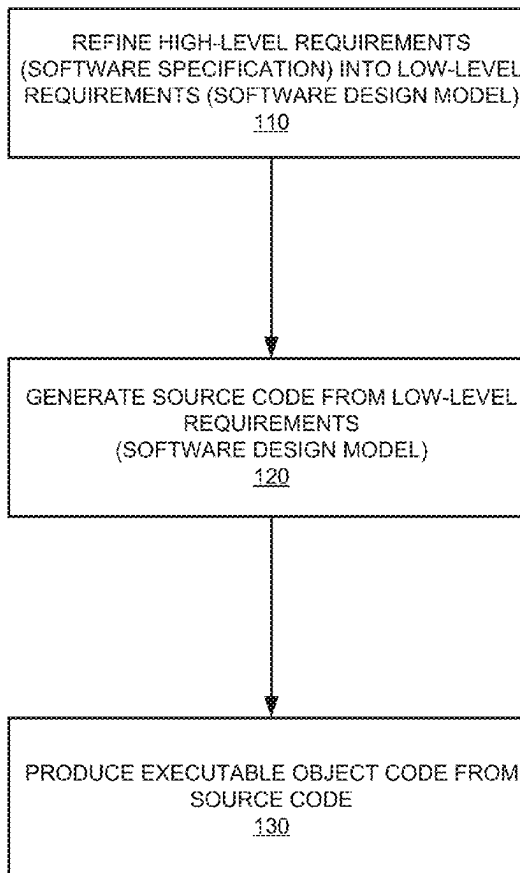 REFINE HIGH-LEVEL REQUIREMENTS
(SOFTWARE SPECIFICATION) INTO LOW-LEVEL
REQUIREMENTS (SOFTWARE DESIGN MODEL)
110
GENERATE SOURCE CODE FROM LOW-LEVEL
REQUIREMENTS
(SOFTWARE DESIGN MODEL)
120
PRODUCE EXECUTABLE OBJECT CODE FROM
SOURCE CODE
130